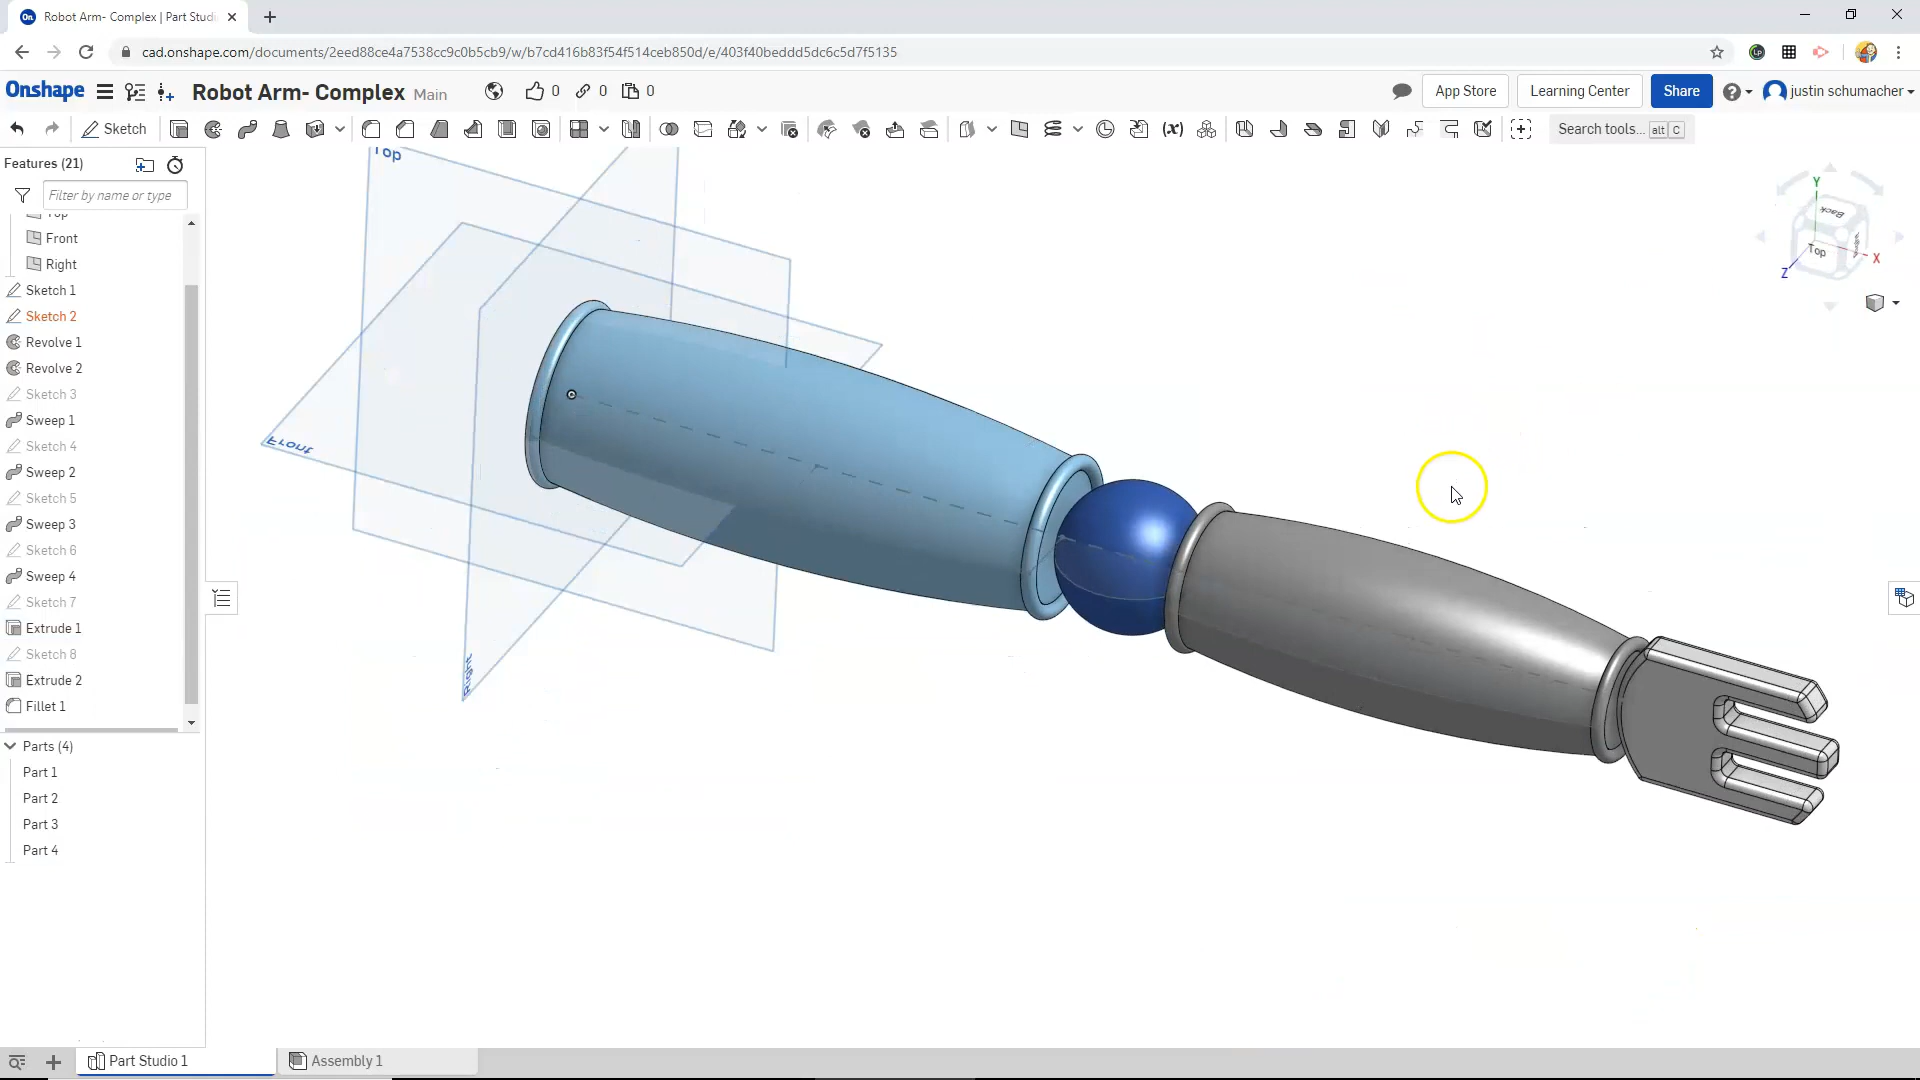 Robot Arm- Complex | Part Studi
cad.onshape.com/documents/2eed88ce4a7538cc9c0b5cb9/w/b7cd416b83f54f514ceb850d/e/403f40beddd5dc6c5d7f5135
Onshape
Robot Arm- Complex Main
0 0 0
App Store
Learning Center
Share
justin schumacher
Sketch
(x)
Search tools... alt C
Features (21)
Filter by name or type
Top
Front
Right
Sketch 1
Sketch 2
Revolve 1
Revolve 2
Sketch 3
Sweep 1
Sketch 4
Sweep 2
Sketch 5
Sweep 3
Sketch 6
Sweep 4
Sketch 7
Extrude 1
Sketch 8
Extrude 2
Fillet 1
Parts (4)
Part 1
Part 2
Part 3
Part 4
Top
Front
Right
Y
Back
Top
X
Z
Part Studio 1
Assembly 1